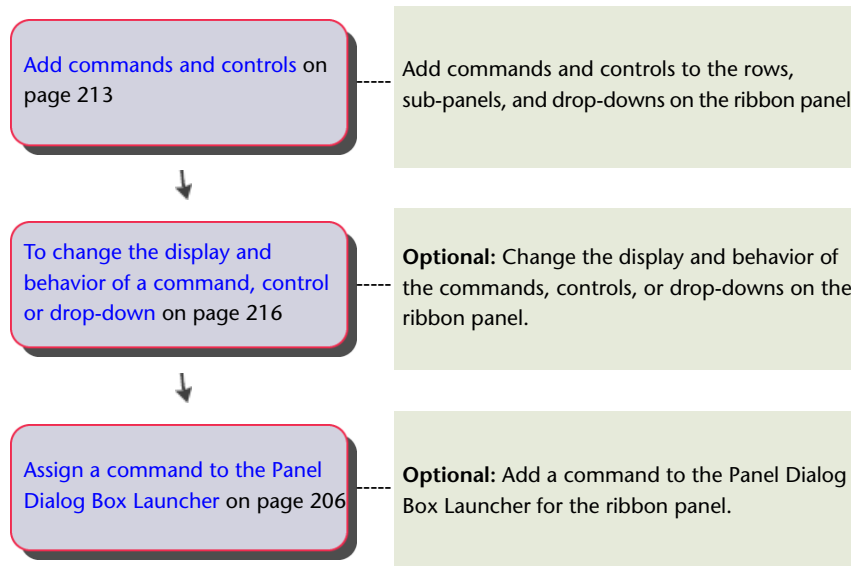 Add commands and controls on
page 213
Add commands and controls to the rows,
sub-panels, and drop-downs on the ribbon panel
To change the display and
behavior of a command, control
or drop-down on page 216
Optional: Change the display and behavior of
the commands, controls, or drop-downs on the
ribbon panel.
Assign a command to the Panel
Dialog Box Launcher on page 206
Optional: Add a command to the Panel Dialog
Box Launcher for the ribbon panel.